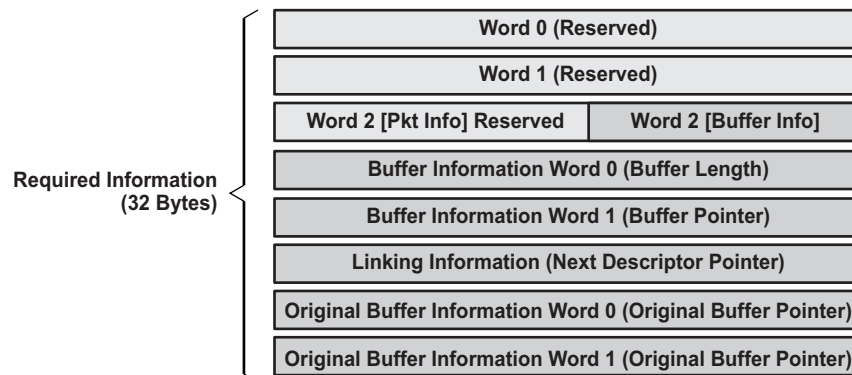 Word 0 (Reserved)
Word 1 (Reserved)
Word 2 [Pkt Info] Reserved
Word 2 [Buffer Info]
Buffer Information Word 0 (Buffer Length)
Required Information
(32 Bytes)
Buffer Information Word 1 (Buffer Pointer)
Linking Information (Next Descriptor Pointer)
Original Buffer Information Word 0 (Original Buffer Pointer)
Original Buffer Information Word 1 (Original Buffer Pointer)